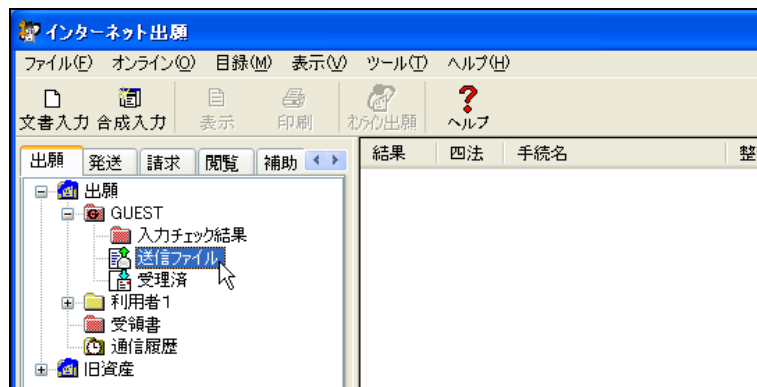 インターネット出願
ファイル(F) オンライン(O) 目録(M) 表示(V) ツール(T) ヘルプ(H)
文書入力 合成入力 表示 印刷 オンライン出願 ヘルプ
出願 発送 請求 閲覧 補助 結果 四法 手続名 整
出願
GUEST
入力チェック結果
送信ファイル
受理済
利用者1
受領書
通信履歴
旧資産